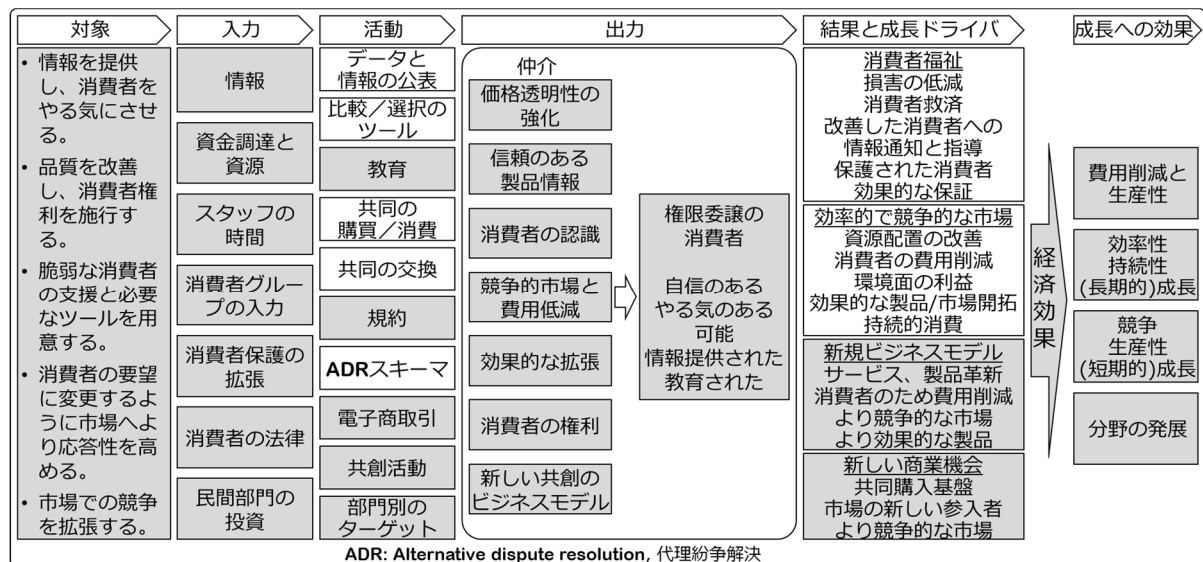 対象
入力
活動
出力
結果と成長ドライバ
成長への効果
• 情報を提供
し、消費者を
やる気にさせ
る。
• 品質を改善
し、消費者権
利を施行す
る。
• 脆弱な消費者
の支援と必要
なツールを用
意する。
• 消費者の要望
に変更するよ
うに市場へよ
り応答性を高
める。
• 市場での競争
を拡張する。
情報
資金調達と
資源
スタッフの
時間
消費者グルー
プの入力
消費者保護の
拡張
消費者の法律
民間部門の
投資
データと
情報の公表
比較/選択の
ツール
教育
共同の
購買/消費
共同の交換
規約
ADRスキーマ
電子商取引
共創活動
部門別の
ターゲット
仲介
価格透明性の
強化
信頼のある
製品情報
消費者の認識
競争的市場と
費用低減
効果的な拡張
消費者の権利
新しい共創の
ビジネスモデル
権限委譲の
消費者
自信のある
やる気のある
可能
情報提供された
教育された
消費者福祉
損害の低減
消費者救済
改善した消費者への
情報通知と指導
保護された消費者
効果的な保証
効率的で競争的な市場
資源配置の改善
消費者の費用削減
環境面の利益
効果的な製品/市場開拓
持続的消費
新規ビジネスモデル
サービス、製品革新
消費者のため費用削減
より競争的な市場
より効果的な製品
新しい商業機会
共同購入基盤
市場の新しい参入者
より競争的な市場
経済効果
費用削減と
生産性
効率性
持続性
(長期的)成長
競争
生産性
(短期的)成長
分野の発展
ADR: Alternative dispute resolution, 代理紛争解決